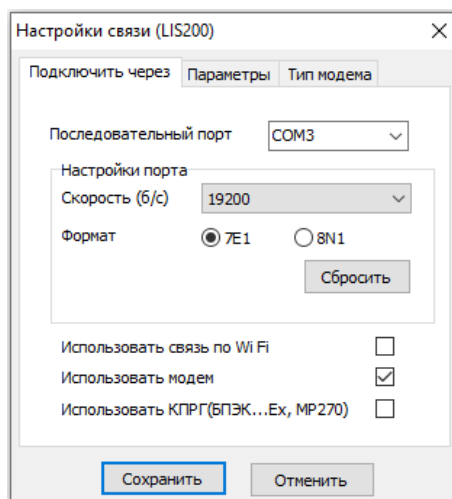 Настройки связи (LIS200)
Подключить через Параметры Тип модема
Последовательный порт COM3
Настройки порта
Скорость (б/с) 19200
Формат 7E1 8N1
Сбросить
Использовать связь по Wi Fi
Использовать модем
Использовать КПРГ(БПЭК...Ex, МР270)
Сохранить Отменить